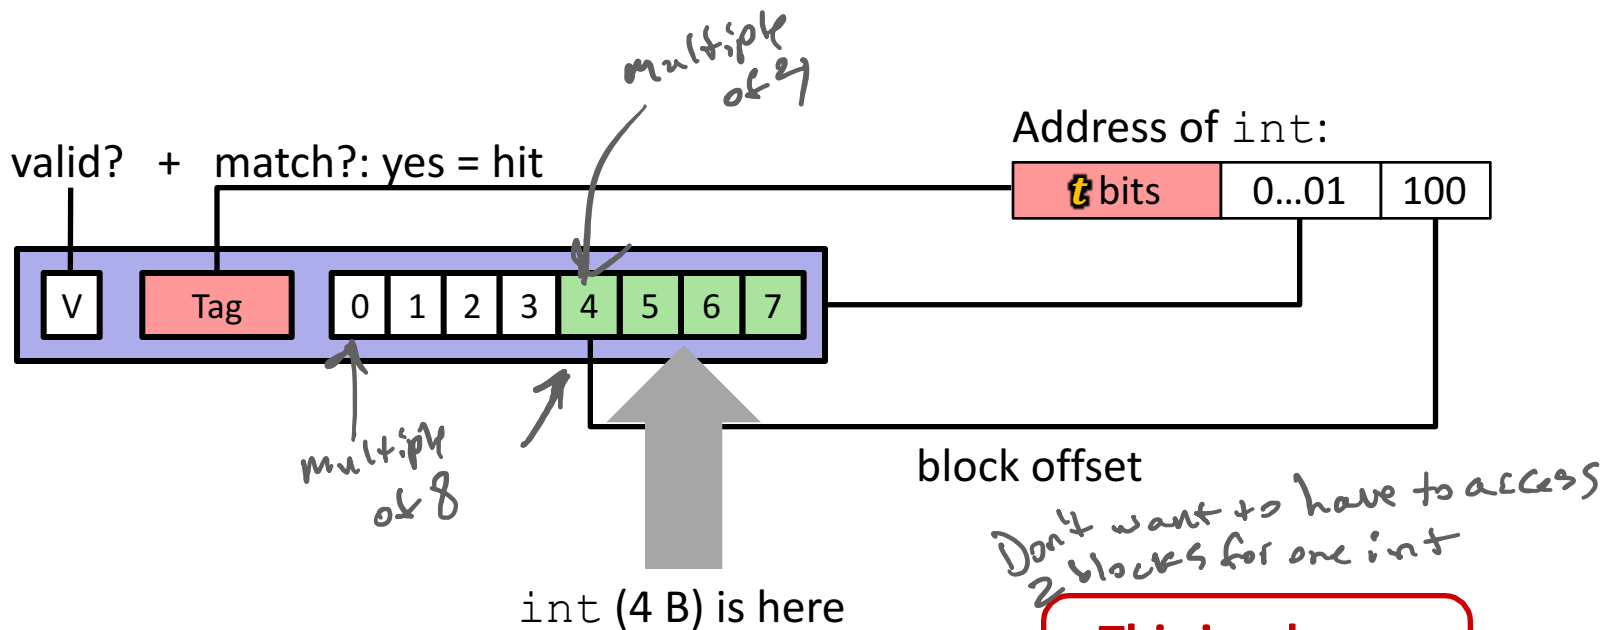 multiple
of 4
Address of int:
valid? + match?: yes = hit
t bits 0...01 100
V Tag 0 1 2 3 4 5 6 7
multiple
of 8
block offset
Don't want to have to access
2 blocks for one int
int (4 B) is here
This is